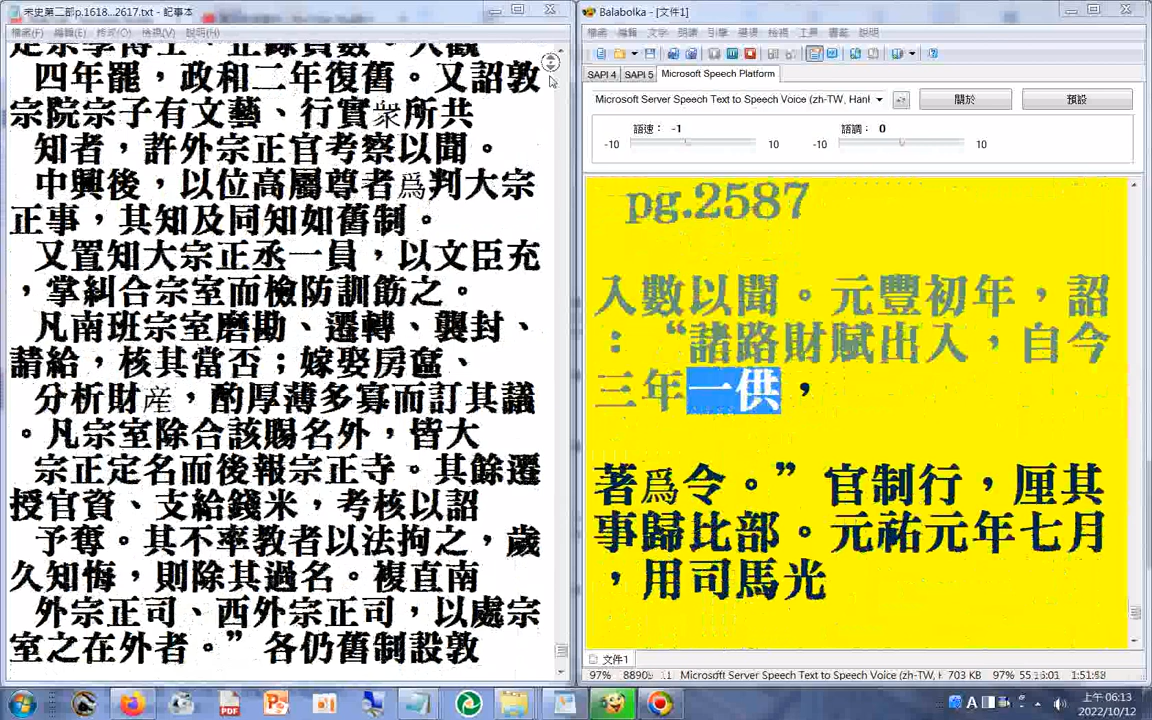 宋史第二部p.1618...2617.txt - 記事本
檔案(F) 編輯(E) 格式(O) 檢視(V) 說明(H)
定宗學博士、正錄員數。大觀
四年罷，政和二年復舊。又詔敦
宗院宗子有文藝、行實衆所共
知者，許外宗正官考察以聞。
中興後，以位高屬尊者爲判大宗
正事，其知及同知如舊制。
又置知大宗正丞一員，以文臣充
，掌糾合宗室而檢防訓飭之。
凡南班宗室磨勘、遷轉、襲封、
請給，核其當否；嫁娶房奩、
分析財産，酌厚薄多寡而訂其議
。凡宗室除合該賜名外，皆大
宗正定名而後報宗正寺。其餘遷
授官資、支給錢米，考核以詔
予奪。其不率教者以法拘之，歲
久知悔，則除其過名。複直南
外宗正司、西外宗正司，以處宗
室之在外者。” 各仍舊制設敦
Balabolka - [文件1]
檔案 編輯 文字 朗讀 引擎 選項 檢視 工具 書籤 說明
SAPI 4 SAPI 5 Microsoft Speech Platform
Microsoft Server Speech Text to Speech Voice (zh-TW, HanH
關於 預設
語速： -1 語調： 0
-10 10 -10 10
pg.2587
入數以聞。元豐初年，詔
：“諸路財賦出入，自今
三年一供，
著爲令。” 官制行，厘其
事歸比部。元祐元年七月
，用司馬光
文件1
97% Microsoft Server Speech Text to Speech Voice (zh-TW, H 703 KB 97% 1:51:58
上午 06:13
2022/10/12